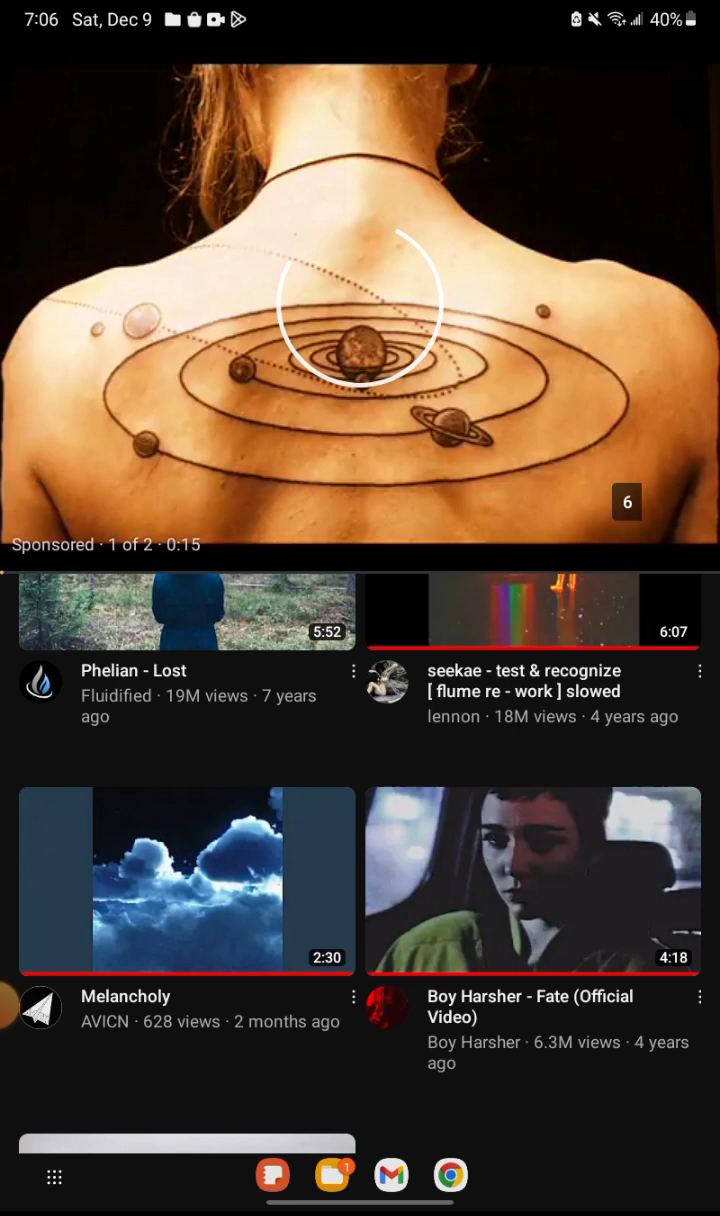 7:06 Sat, Dec 9 40%
6
Sponsored · 1 of 2 · 0:15
5:52
6:07
Phelian - Lost
Fluidified · 19M views · 7 years
ago
seekae - test & recognize
[ flume re - work ] slowed
lennon · 18M views · 4 years ago
2:30
4:18
Melancholy
AVICN · 628 views · 2 months ago
Boy Harsher - Fate (Official
Video)
Boy Harsher · 6.3M views · 4 years
ago
1